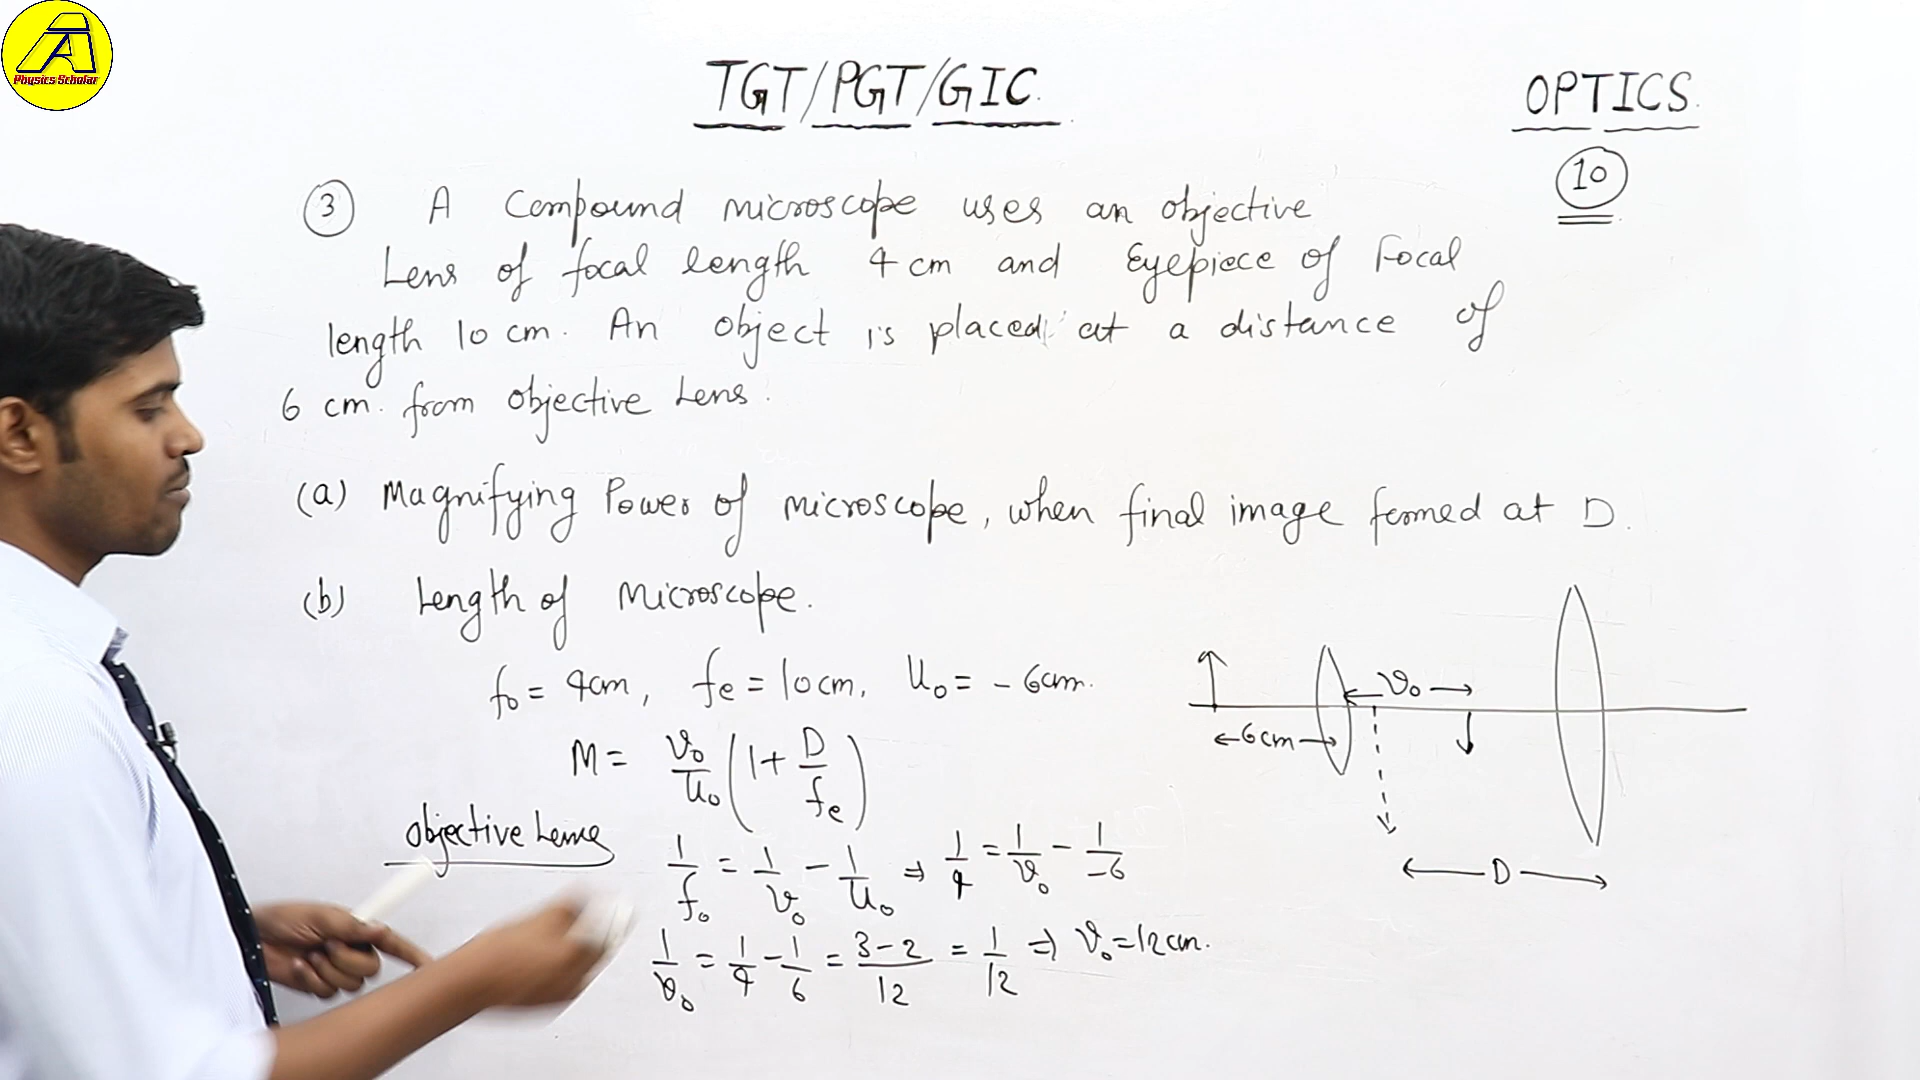 A
Physics Scholar
TGT/PGT/GIC.
OPTICS.
10
3 A Compound microscope uses an objective
Lens of focal length 4 cm and Eyepiece of Focal
length 10 cm. An object is placed at a distance of
6 cm. from objective Lens.
(a) Magnifying Power of microscope, when final image formed at D.
(b) Length of Microscope.
f₀ = 4cm, fe = 10cm, U₀ = - 6cm.
M = v₀/U₀ (1 + D/fe)
Objective Lens
1/f₀ = 1/v₀ - 1/U₀ ⇒ 1/4 = 1/v₀ - 1/-6
1/v₀ = 1/4 - 1/6 = 3-2/12 = 1/12 ⇒ v₀ = 12cm.
v₀
6cm
D